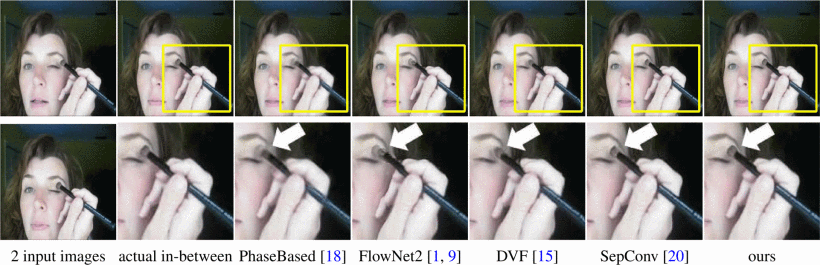 2 input images actual in-between PhaseBased [18] FlowNet2 [1, 9] DVF [15] SepConv [20] ours